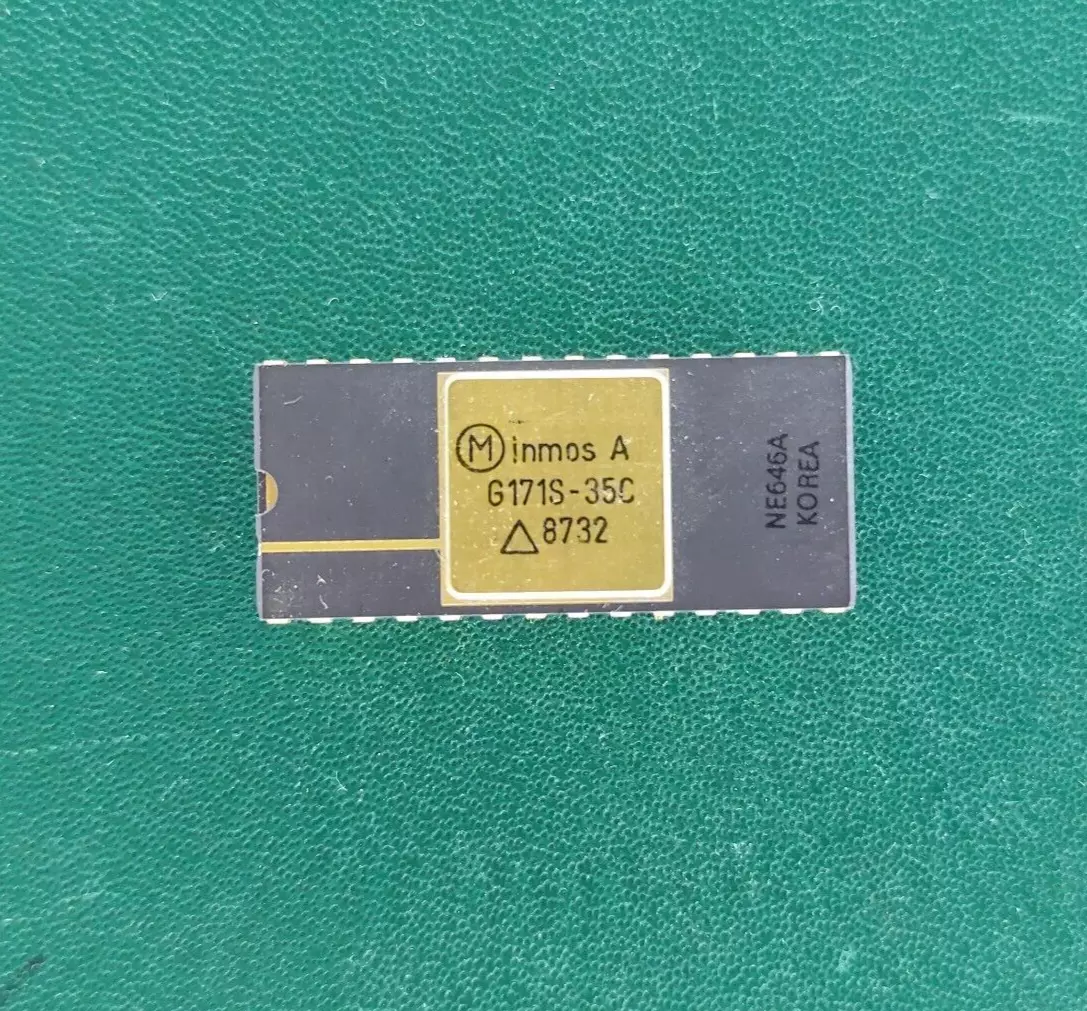 M inmos A
G171S-35C
△8732
NE646A
KOREA